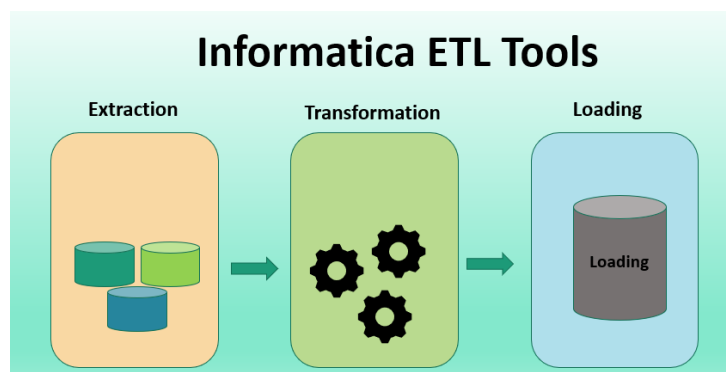 Informatica ETL Tools
Extraction
Transformation
Loading
Loading